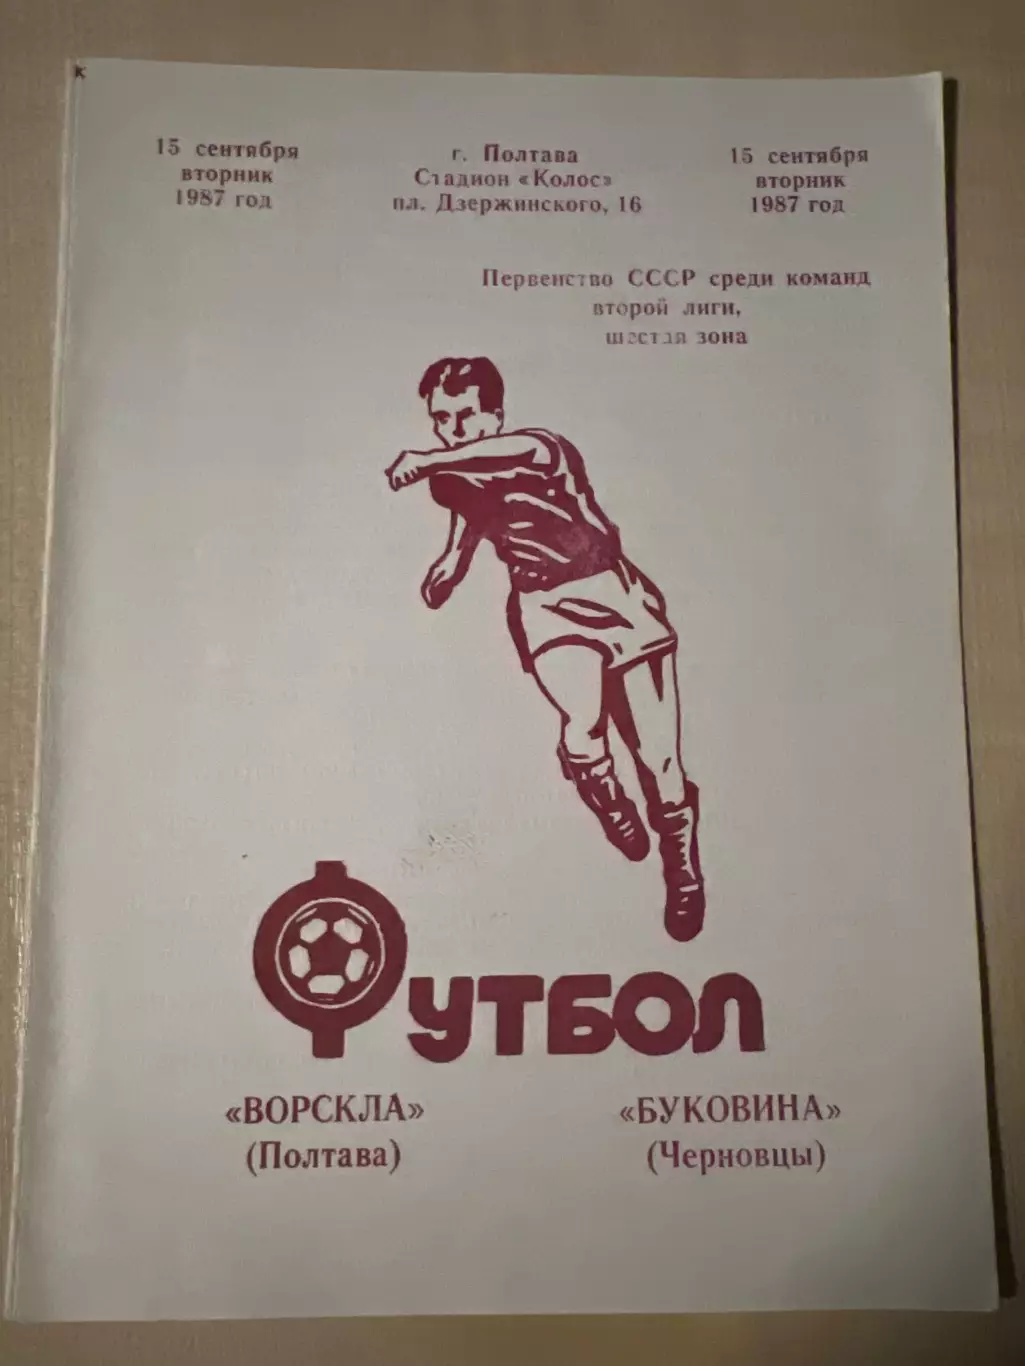 к
15 сентября
вторник
1987 год
г. Полтава
Стадион «Колос»
пл. Дзержинского, 16
15 сентября
вторник
1987 год
Первенство СССР среди команд
второй лиги,
шестая зона
Футбол
«ВОРСКЛА»
(Полтава)
«БУКОВИНА»
(Черновцы)